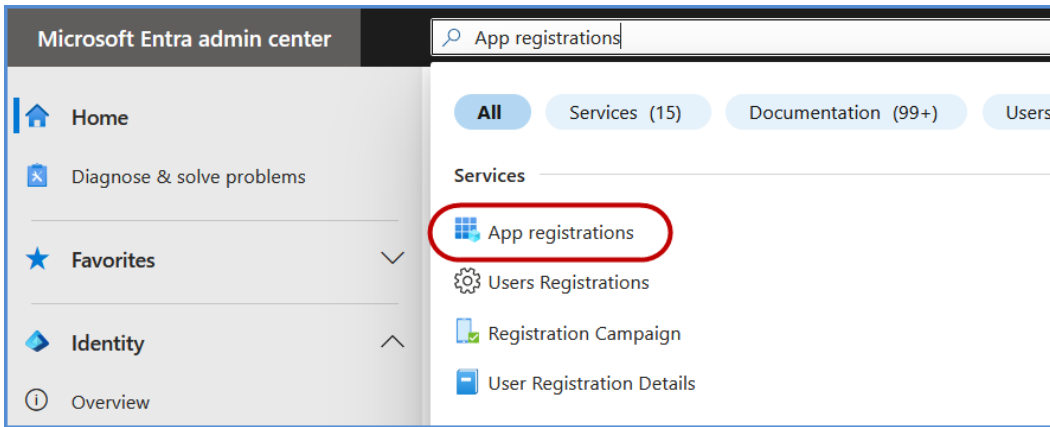 Microsoft Entra admin center
App registrations
Home
Diagnose & solve problems
Favorites
Identity
Overview
All
Services (15)
Documentation (99+)
Users
Services
App registrations
Users Registrations
Registration Campaign
User Registration Details